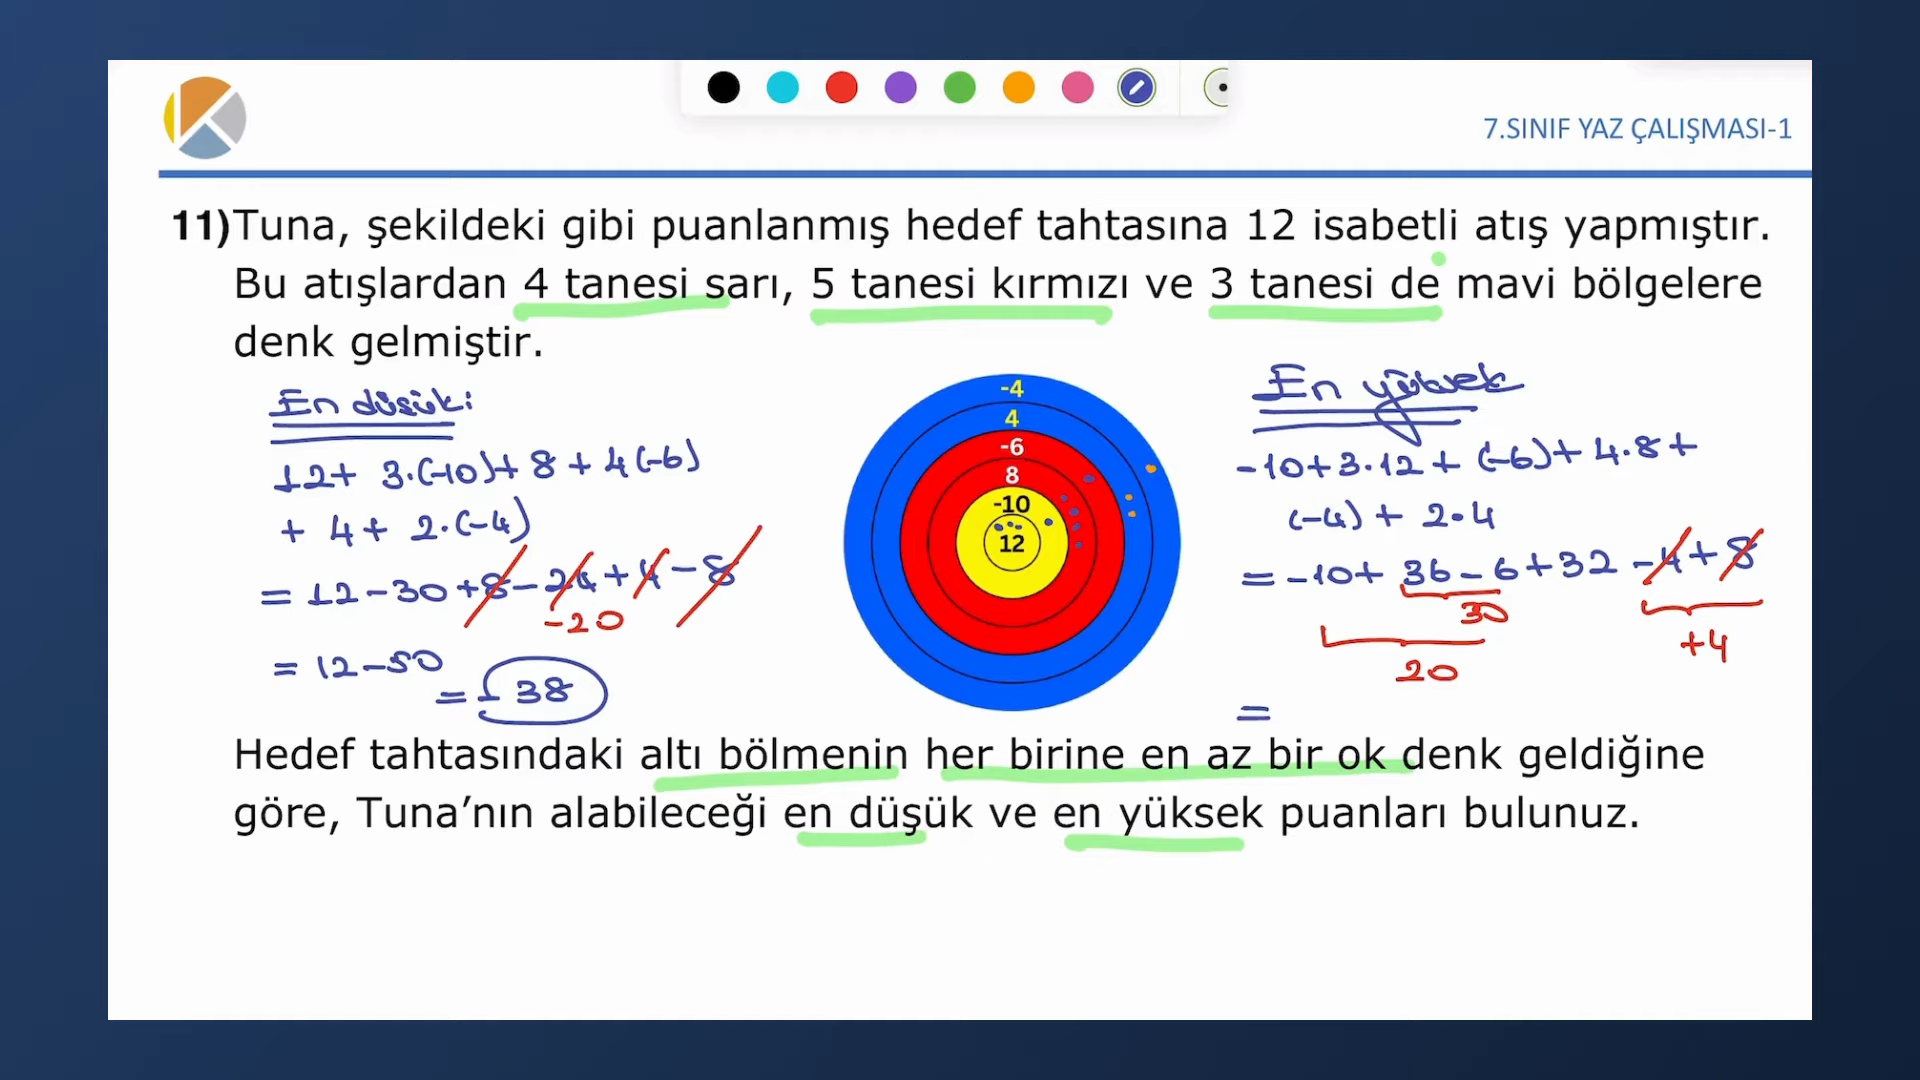 7.SINIF YAZ ÇALIŞMASI-1
11)Tuna, şekildeki gibi puanlanmış hedef tahtasına 12 isabetli atış yapmıştır.
Bu atışlardan 4 tanesi sarı, 5 tanesi kırmızı ve 3 tanesi de mavi bölgelere
denk gelmiştir.
En düşük:
12+ 3.(-10)+ 8 + 4(-6)
+ 4 + 2.(-4)
= 12-30 +8-24+4-8
-20
= 12-50
= -38
-4
4
-6
8
-10
12
En yüksek
-10+3.12 + (-6)+ 4.8+
(-4) + 2.4
= -10+ 36-6+32 -4+8
30
+4
20
=
Hedef tahtasındaki altı bölmenin her birine en az bir ok denk geldiğine
göre, Tuna’nın alabileceği en düşük ve en yüksek puanları bulunuz.